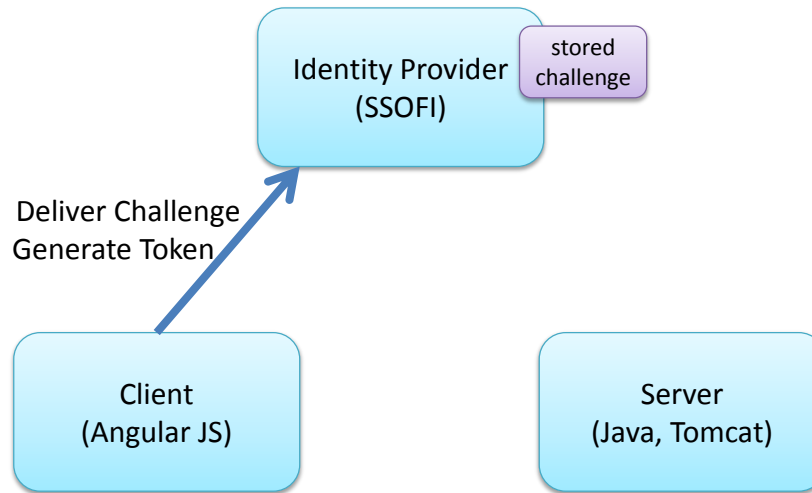 Identity Provider
(SSOFI)
stored
challenge
Deliver Challenge
Generate Token
Client
(Angular JS)
Server
(Java, Tomcat)